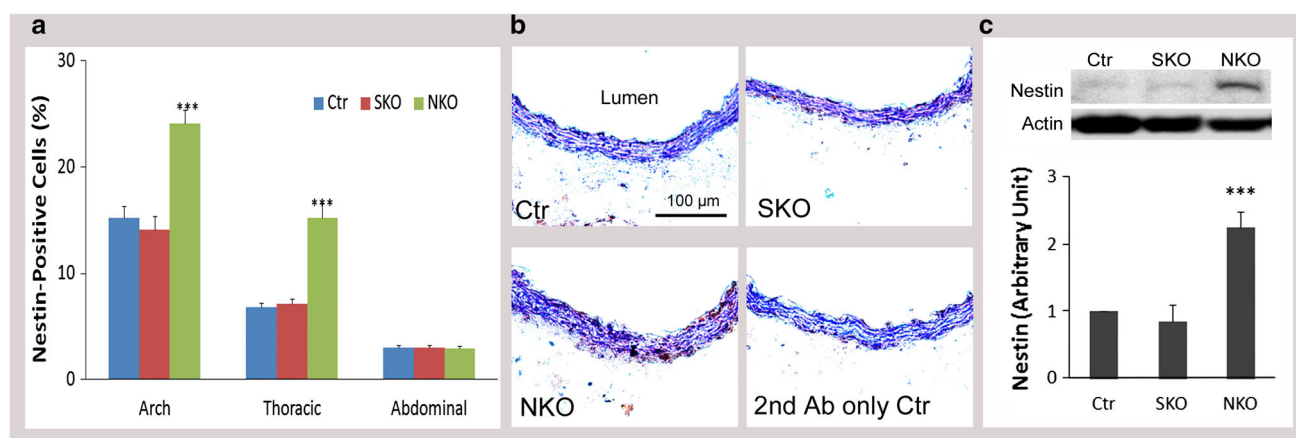 a
30
20
10
0
Nestin-Positive Cells (%)
Ctr SKO NKO
***
***
Arch Thoracic Abdominal
b
Lumen
Ctr
100 µm
SKO
NKO
2nd Ab only Ctr
c
Ctr SKO NKO
Nestin
Actin
Nestin (Arbitrary Unit)
3
2
1
0
***
Ctr SKO NKO